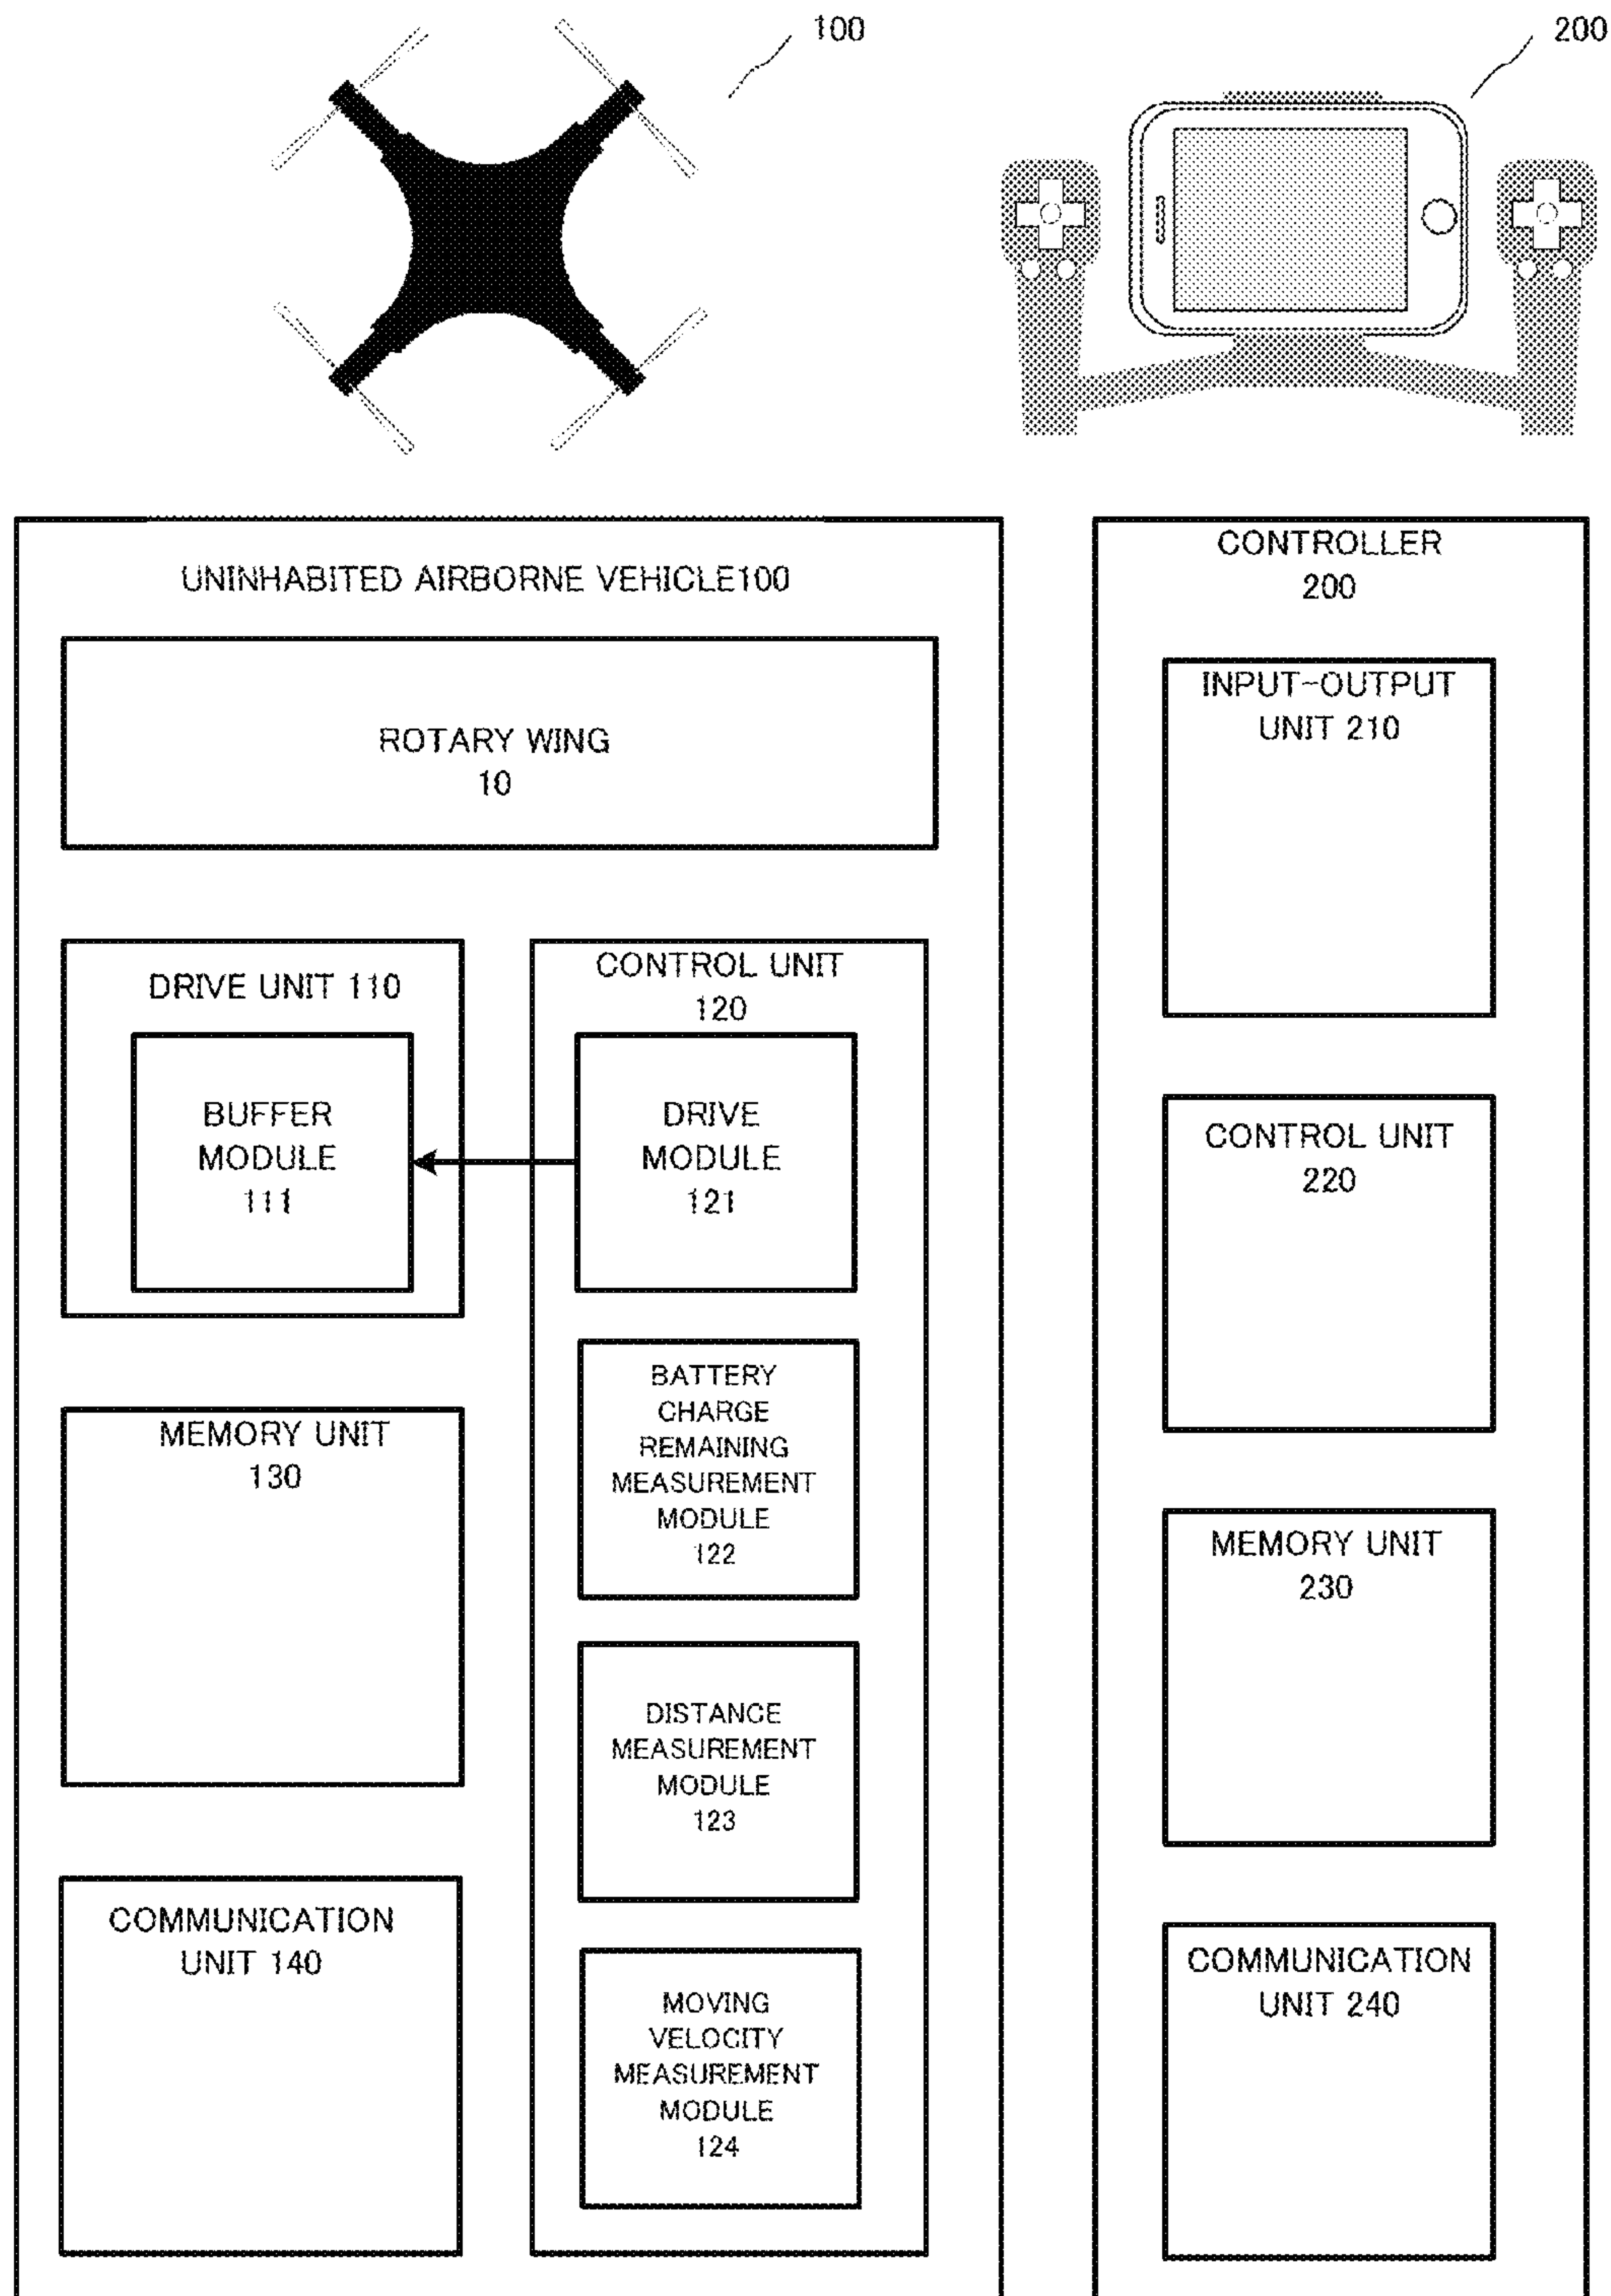 100
200
UNINHABITED AIRBORNE VEHICLE100
ROTARY WING
10
DRIVE UNIT 110
BUFFER
MODULE
111
CONTROL UNIT
120
DRIVE
MODULE
121
BATTERY
CHARGE
REMAINING
MEASUREMENT
MODULE
122
DISTANCE
MEASUREMENT
MODULE
123
MOVING
VELOCITY
MEASUREMENT
MODULE
124
MEMORY UNIT
130
COMMUNICATION
UNIT 140
CONTROLLER
200
INPUT-OUTPUT
UNIT 210
CONTROL UNIT
220
MEMORY UNIT
230
COMMUNICATION
UNIT 240